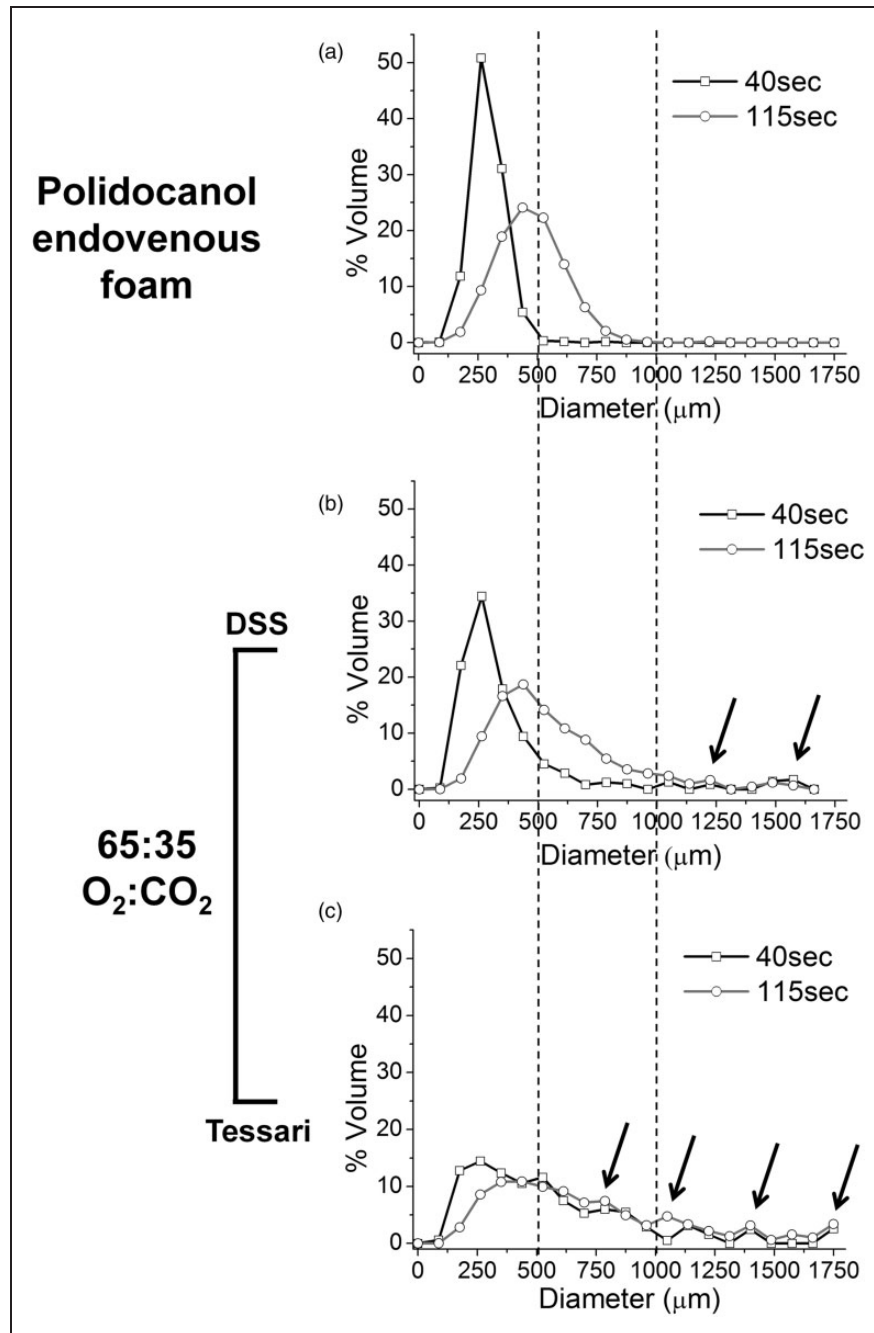 (a)
50
40
30
20
10
0
% Volume
40sec
115sec
0 250 500 750 1000 1250 1500 1750
Diameter (μm)
Polidocanol
endovenous
foam
(b)
50
40
30
20
10
0
% Volume
40sec
115sec
0 250 500 750 1000 1250 1500 1750
Diameter (μm)
DSS
65:35
O₂:CO₂
Tessari
(c)
50
40
30
20
10
0
% Volume
40sec
115sec
0 250 500 750 1000 1250 1500 1750
Diameter (μm)